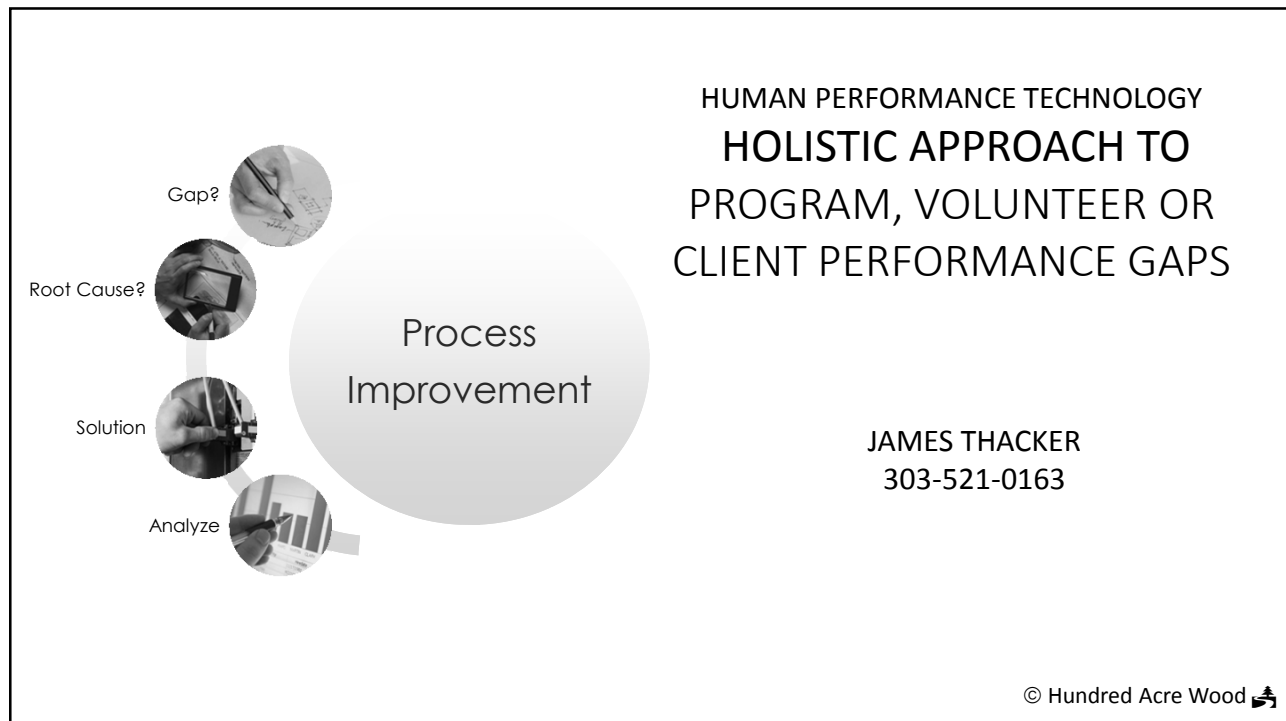 HUMAN PERFORMANCE TECHNOLOGY
HOLISTIC APPROACH TO
PROGRAM, VOLUNTEER OR
CLIENT PERFORMANCE GAPS
Gap?
Root Cause?
Solution
Analyze
Process
Improvement
JAMES THACKER
303-521-0163
© Hundred Acre Wood